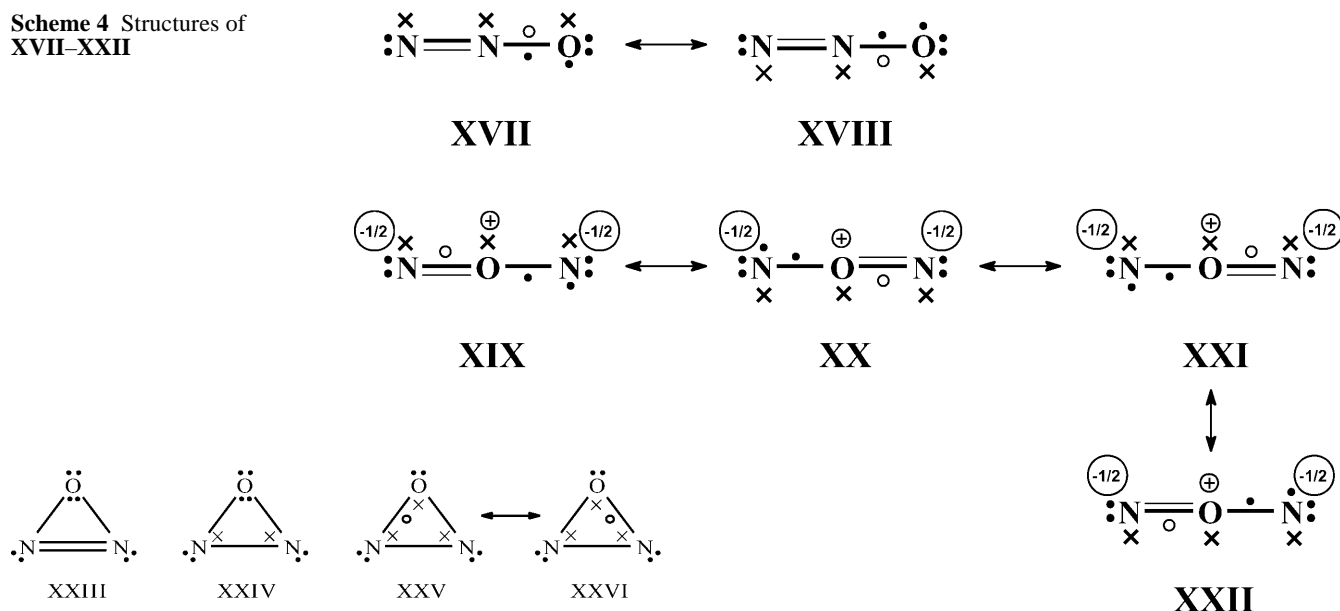 Scheme 4 Structures of
XVII–XXII
N N O N N O
XVII XVIII
-1/2 + -1/2 -1/2 + -1/2 -1/2 + -1/2
N O N N O N N O N
XIX XX XXI
-1/2 + -1/2
N O N
XXII
O O O O
N N N N N N N N
XXIII XXIV XXV XXVI